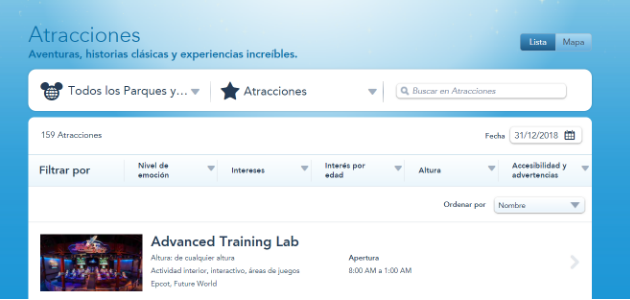 Atracciones
Aventuras, historias clásicas y experiencias increíbles.
Lista Mapa
Todos los Parques y... Atracciones Buscar en Atracciones
159 Atracciones Fecha 31/12/2018
Filtrar por Nivel de emoción Intereses Interés por edad Altura Accesibilidad y advertencias
Ordenar por Nombre
Advanced Training Lab
Altura: de cualquier altura
Actividad interior, interactivo, áreas de juegos
Epcot, Future World
Apertura
8:00 AM a 1:00 AM